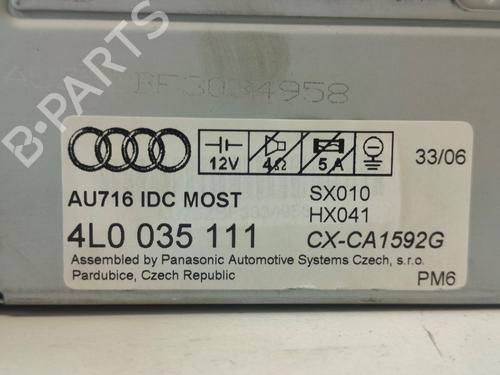 BF3034958
12V
4Ω
5 A
33/06
AU716 IDC MOST
SX010
HX041
4L0 035 111
CX-CA1592G
Assembled by Panasonic Automotive Systems Czech, s.r.o.
Pardubice, Czech Republic
PM6
B-PARTS